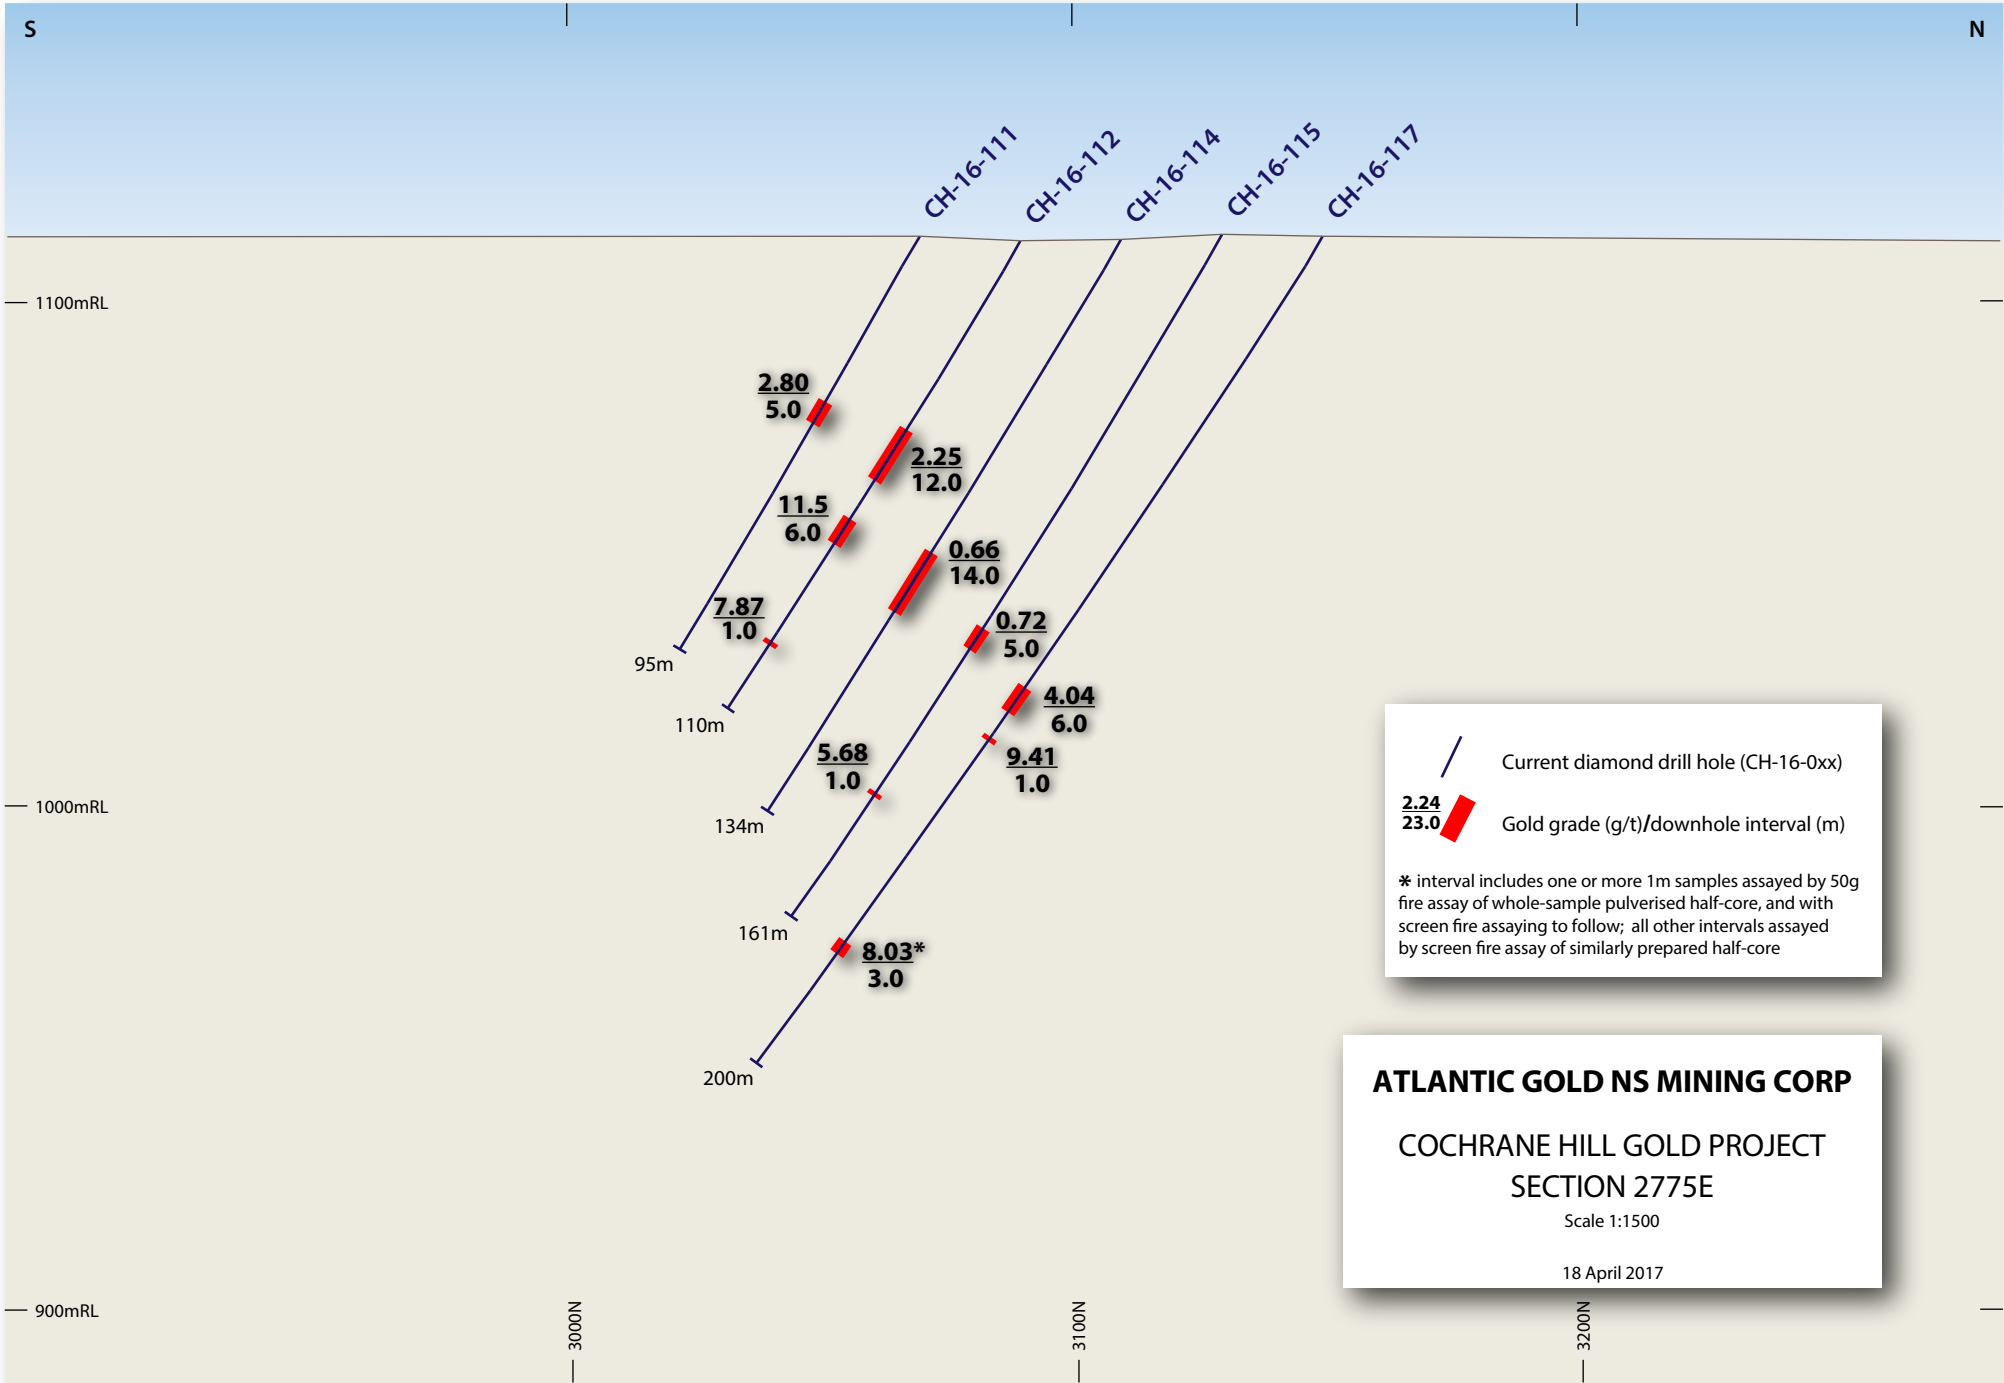 S
N
CH-16-111
CH-16-112
CH-16-114
CH-16-115
CH-16-117
1100mRL
2.80
5.0
2.25
12.0
11.5
6.0
0.66
14.0
7.87
1.0
0.72
5.0
95m
4.04
6.0
110m
9.41
1.0
5.68
1.0
1000mRL
134m
161m
8.03*
3.0
200m
Current diamond drill hole (CH-16-0xx)
2.24
23.0
Gold grade (g/t)/downhole interval (m)
* interval includes one or more 1m samples assayed by 50g
fire assay of whole-sample pulverised half-core, and with
screen fire assaying to follow; all other intervals assayed
by screen fire assay of similarly prepared half-core
ATLANTIC GOLD NS MINING CORP
COCHRANE HILL GOLD PROJECT
SECTION 2775E
Scale 1:1500
18 April 2017
900mRL
3000N
3100N
3200N